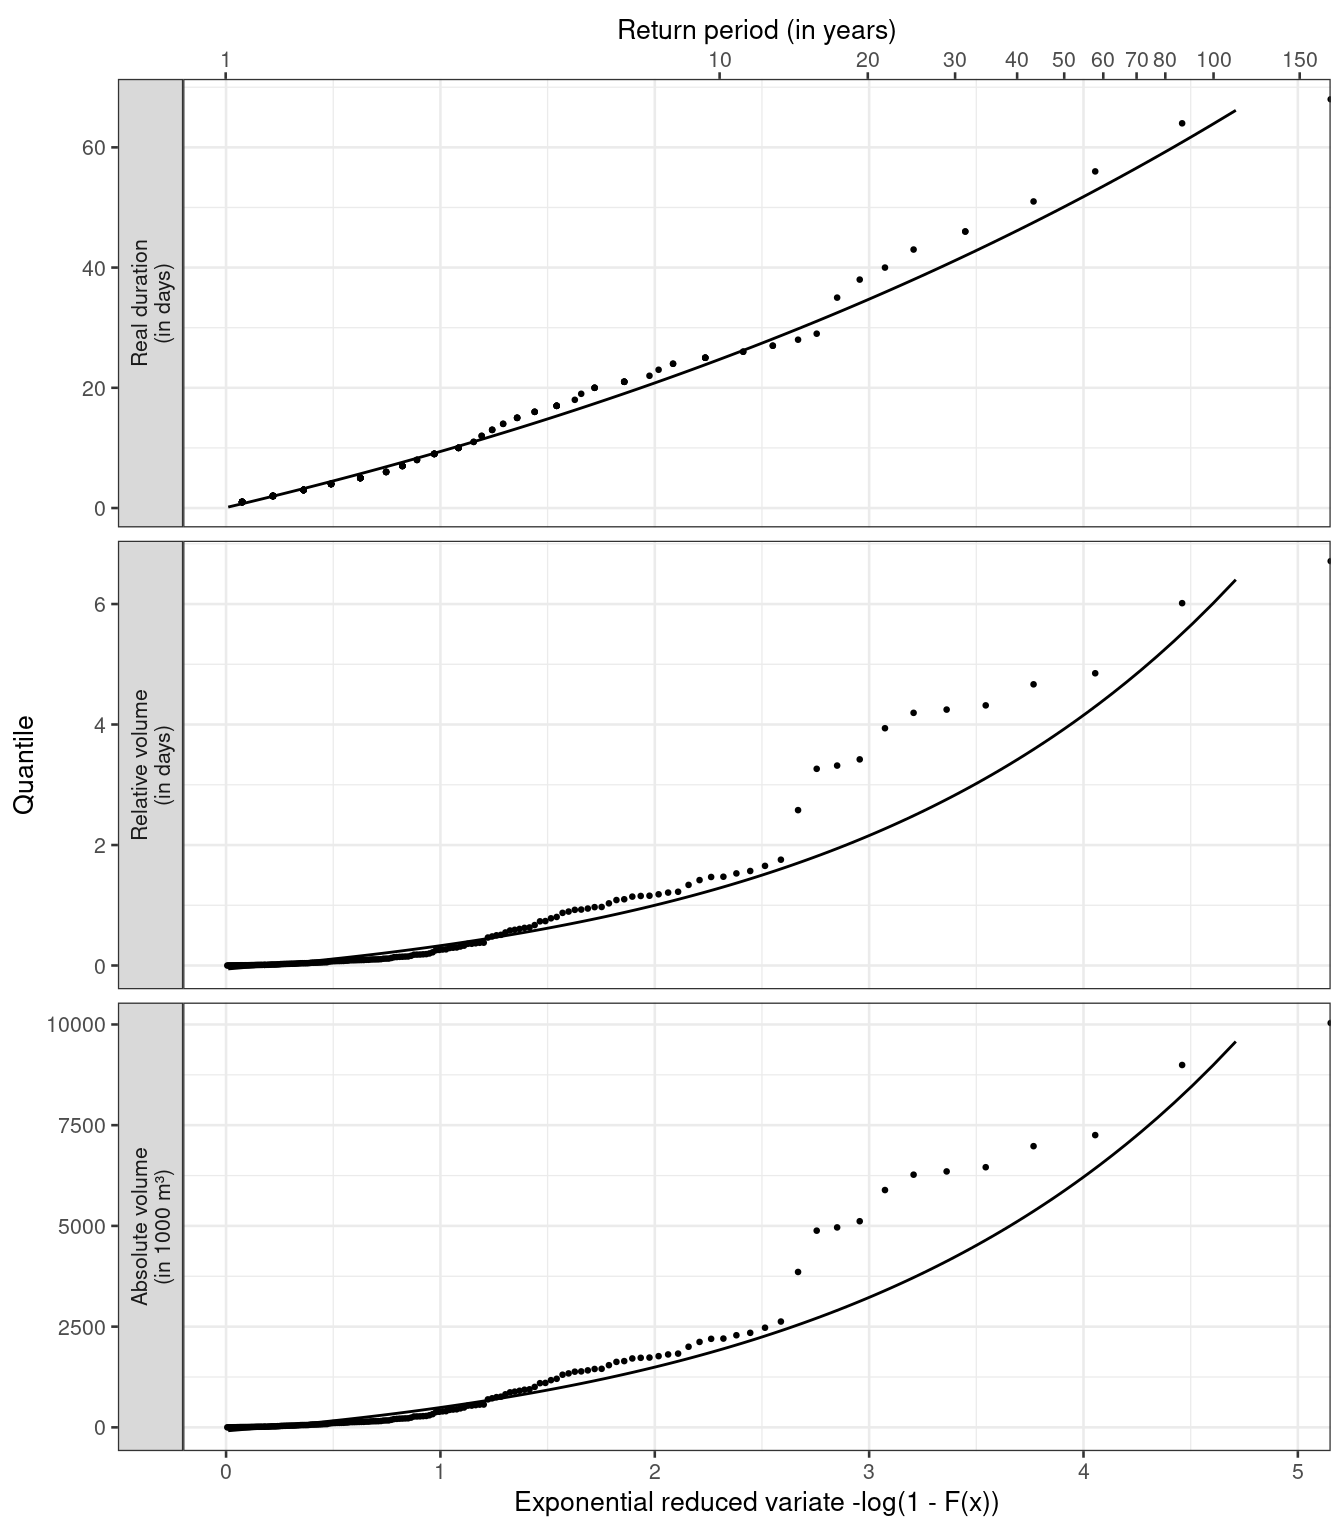 Return period (in years)
1 10 20 30 40 50 60 70 80 100 150
Real duration
(in days)
60
40
20
0
Quantile
Relative volume
(in days)
6
4
2
0
Absolute volume
(in 1000 m³)
10000
7500
5000
2500
0
0 1 2 3 4 5
Exponential reduced variate -log(1 - F(x))